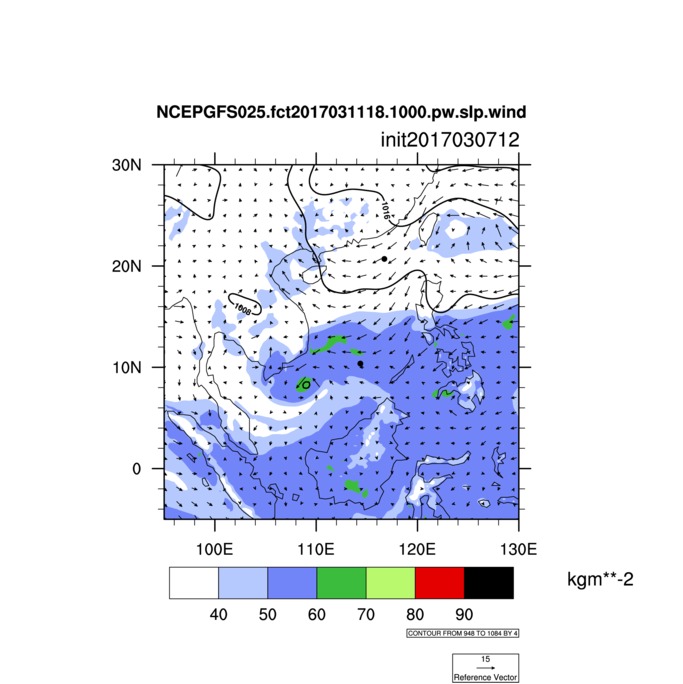 NCEPGFS025.fct2017031118.1000.pw.slp.wind
init2017030712
30N
1016
20N
1008
10N
0
100E 110E 120E 130E
kgm**-2
40 50 60 70 80 90
CONTOUR FROM 948 TO 1084 BY 4
15
Reference Vector